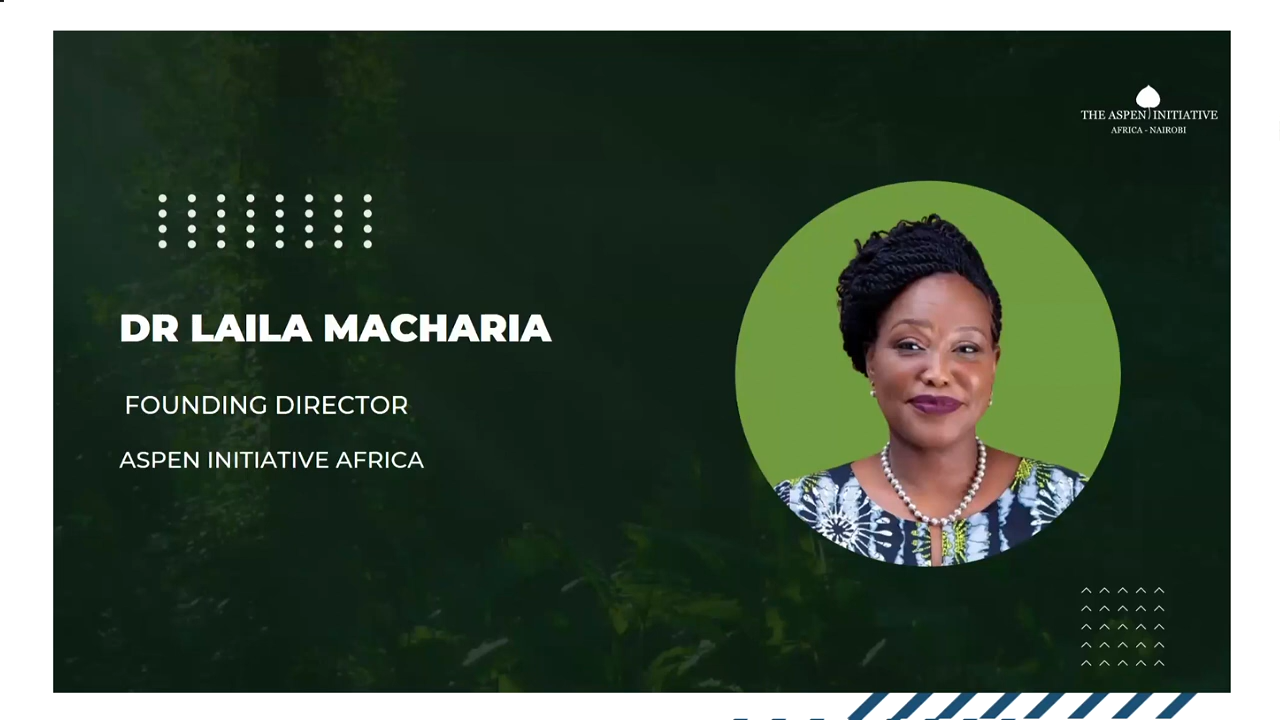 THE ASPEN INITIATIVE
AFRICA - NAIROBI
DR LAILA MACHARIA
FOUNDING DIRECTOR
ASPEN INITIATIVE AFRICA